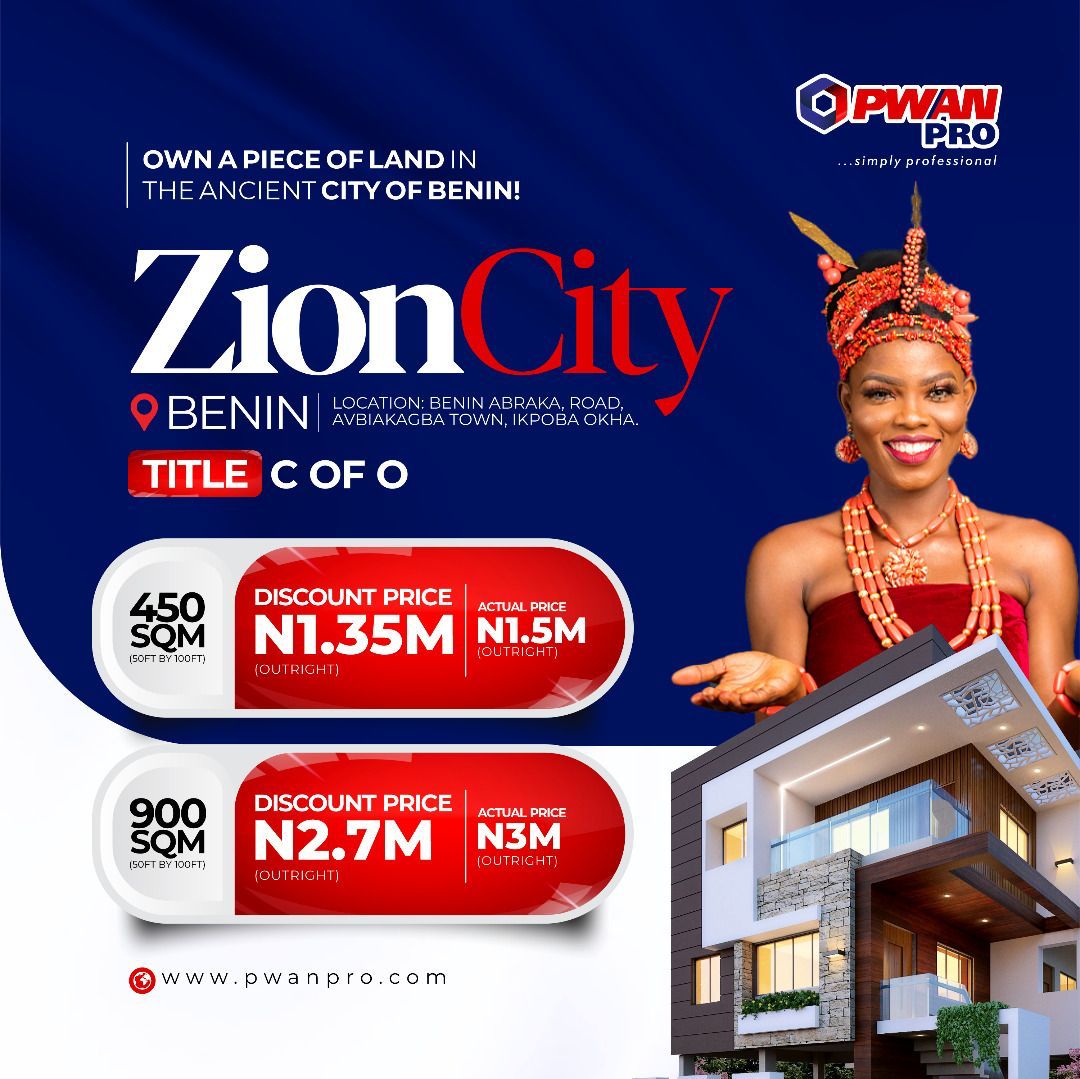 PWAN
PRO
...simply professional
OWN A PIECE OF LAND IN
THE ANCIENT CITY OF BENIN!
ZionCity
BENIN
LOCATION: BENIN ABRAKA, ROAD,
AVBIAKAGBA TOWN, IKPOBA OKHA.
TITLE C OF O
450
SQM
(50FT BY 100FT)
DISCOUNT PRICE
N1.35M
(OUTRIGHT)
ACTUAL PRICE
N1.5M
(OUTRIGHT)
900
SQM
(50FT BY 100FT)
DISCOUNT PRICE
N2.7M
(OUTRIGHT)
ACTUAL PRICE
N3M
(OUTRIGHT)
www.pwanpro.com